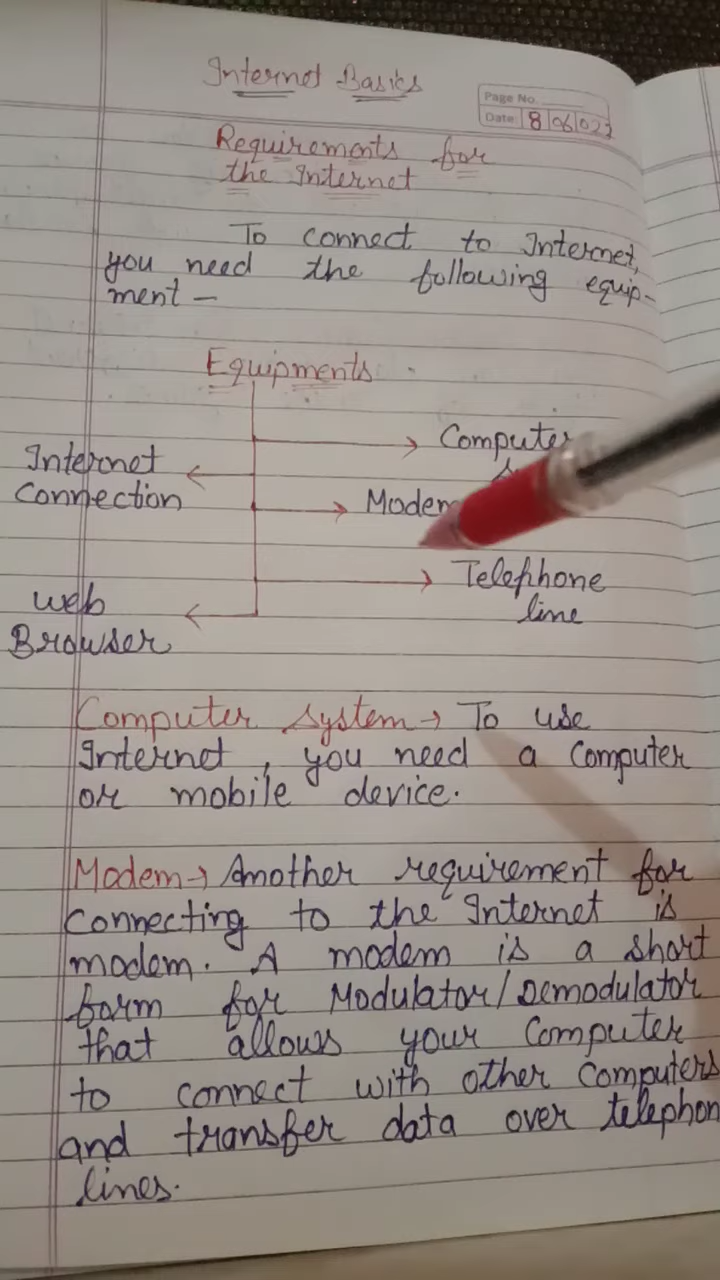 Internet Basics
Page No.
Date: 8 06 023
Requirements for
the Internet
To connect to Internet,
you need the following equip-
ment -
Equipments
Computer
Internet
Connection
Modem
Telephone
line
Web
Browser
Computer System → To use
Internet, you need a Computer
or mobile device.
Modem → Another requirement for
connecting to the Internet is
modem. A modem is a short
form for Modulator/Demodulator
that allows your Computer
to connect with other Computers
and transfer data over telephon
lines.